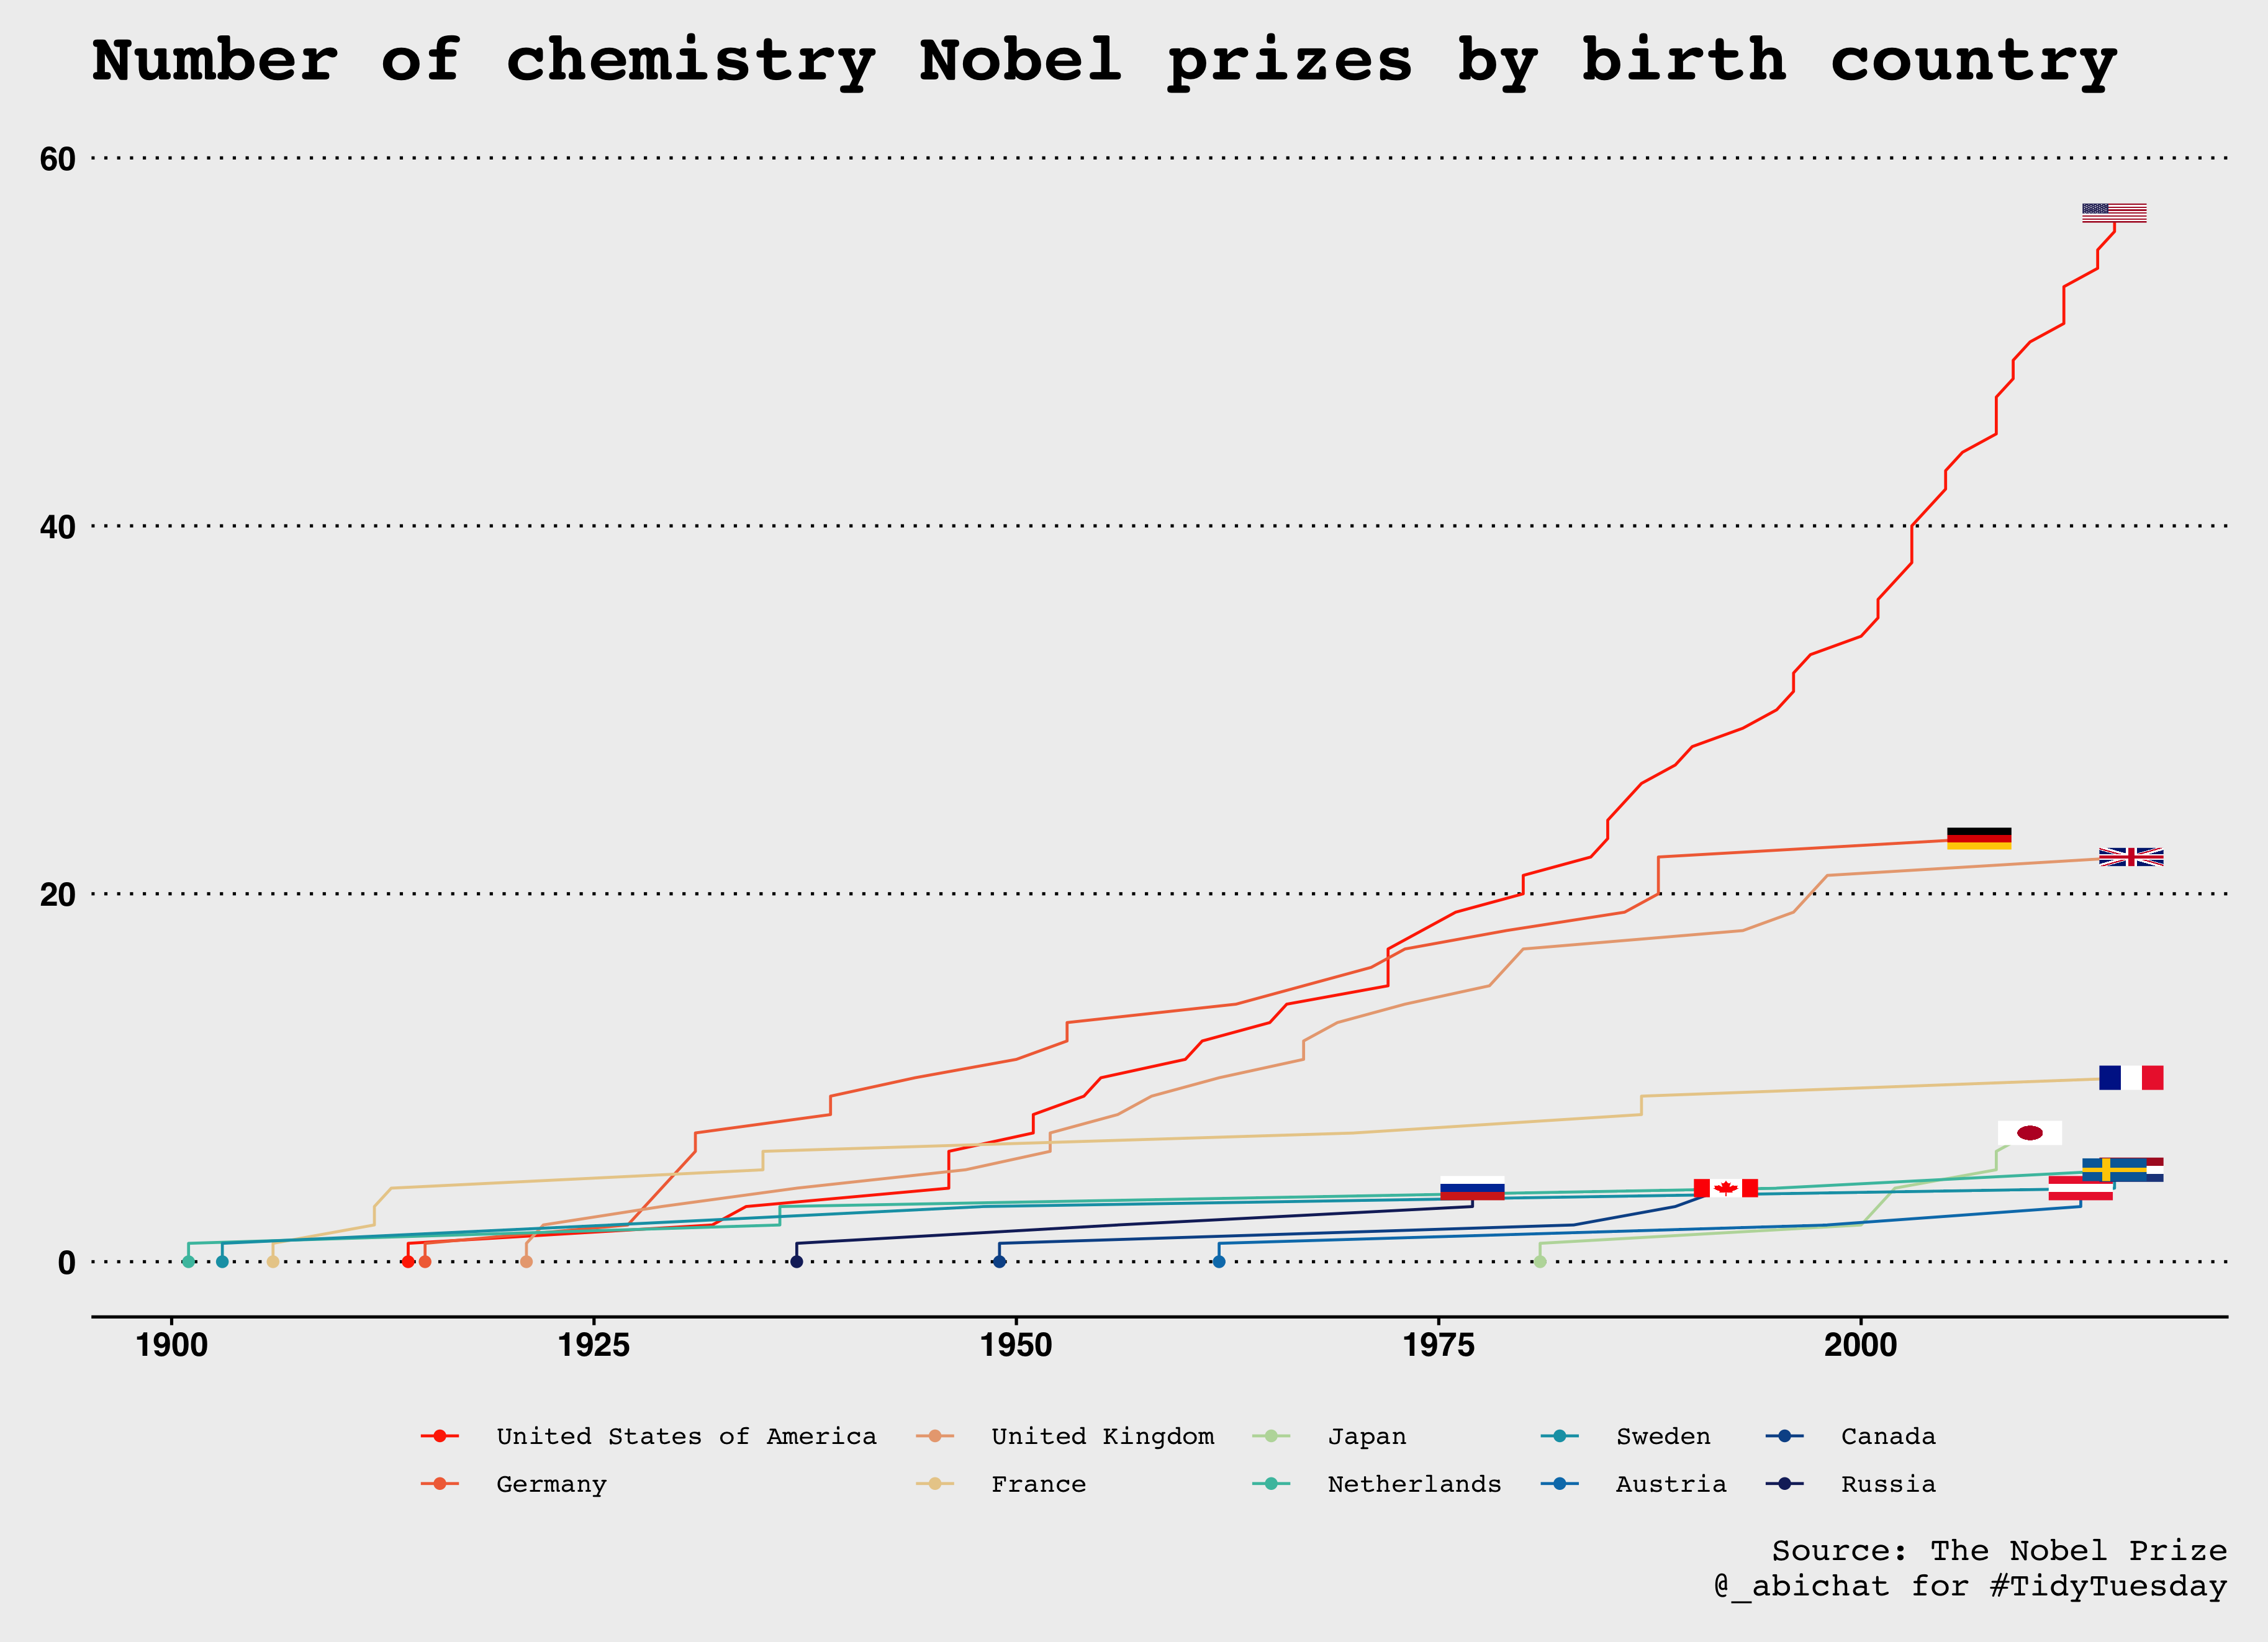 Number of chemistry Nobel prizes by birth country
60
40
20
0
1900 1925 1950 1975 2000
United States of America United Kingdom Japan Sweden Canada
Germany France Netherlands Austria Russia
Source: The Nobel Prize
@_abichat for #TidyTuesday